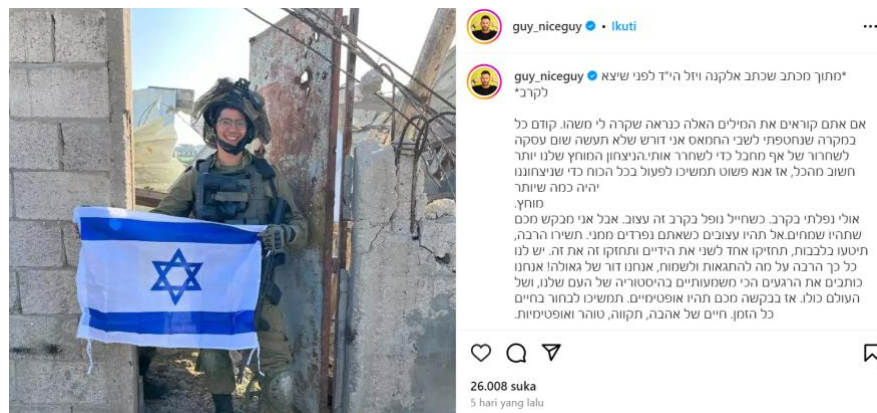 guy_niceguy • Ikuti
guy_niceguy *מתוך מכתב שכתב אלקנה ויזל הי"ד לפני שיצא
לקרב*
אם אתם קוראים את המילים האלה כנראה שקרה לי משהו. קודם כל
במקרה שנחטפתי לשבי החמאס אני דורש שלא תעשה שום עסקה
לשחרור של אף מחבל כדי לשחרר אותי.הניצחון המוחץ שלנו יותר
חשוב מהכל, אז אנא פשוט תמשיכו לפעול בכל הכוח כדי שניצחוננו
יהיה כמה שיותר
מוחץ.
אולי נפלתי בקרב. כשחייל נופל בקרב זה עצוב. אבל אני מבקש מכם
שתהיו שמחים.אל תהיו עצובים כשאתם נפרדים ממני. תשירו הרבה,
תיטעו בלבבות, תחזיקו אחד לשני את הידיים ותחזקו זה את זה. יש לנו
כל כך הרבה על מה להתגאות ולשמוח, אנחנו דור של גאולה! אנחנו
כותבים את הרגעים הכי משמעותיים בהיסטוריה של העם שלנו, ושל
העולם כולו. אז בבקשה מכם תהיו אופטימיים. תמשיכו לבחור בחיים
כל הזמן. חיים של אהבה, תקווה, טוהר ואופטימיות.
26.008 suka
5 hari yang lalu